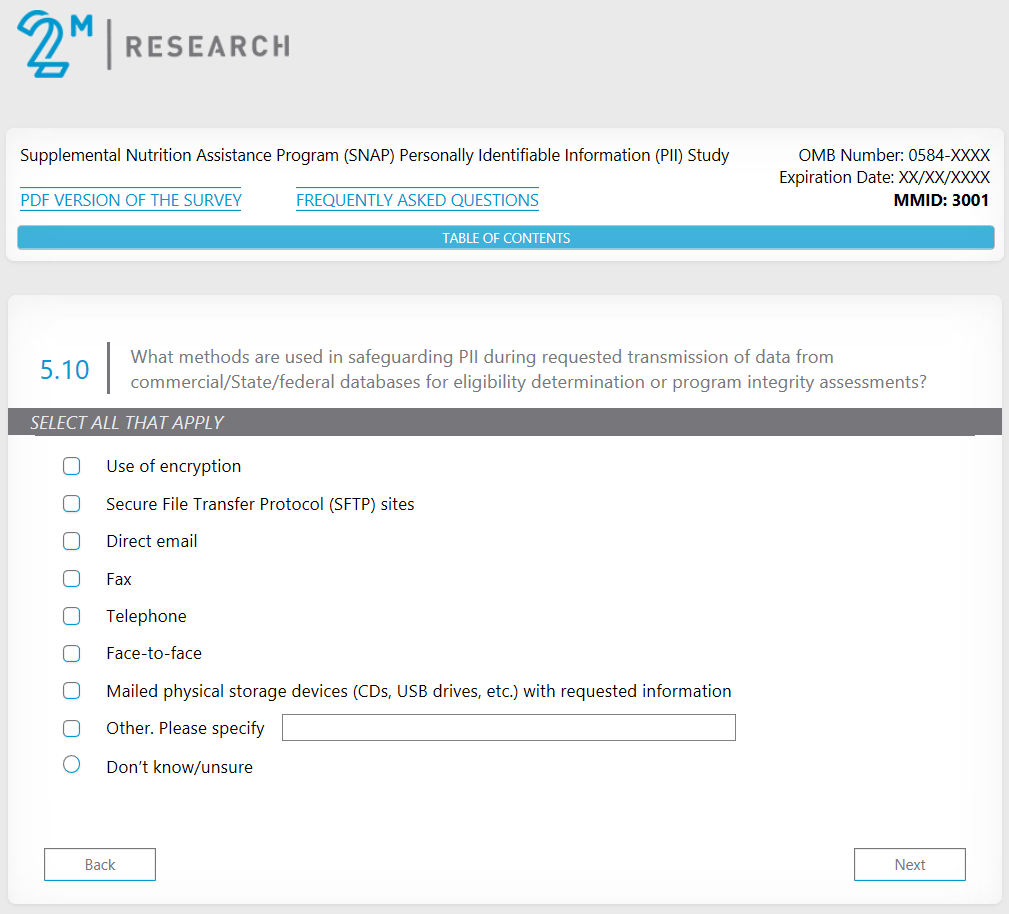 2M | RESEARCH
Supplemental Nutrition Assistance Program (SNAP) Personally Identifiable Information (PII) Study
OMB Number: 0584-XXXX
Expiration Date: XX/XX/XXXX
PDF VERSION OF THE SURVEY
FREQUENTLY ASKED QUESTIONS
MMID: 3001
TABLE OF CONTENTS
5.10
What methods are used in safeguarding PII during requested transmission of data from
commercial/State/federal databases for eligibility determination or program integrity assessments?
SELECT ALL THAT APPLY
Use of encryption
Secure File Transfer Protocol (SFTP) sites
Direct email
Fax
Telephone
Face-to-face
Mailed physical storage devices (CDs, USB drives, etc.) with requested information
Other. Please specify
Don't know/unsure
Back
Next